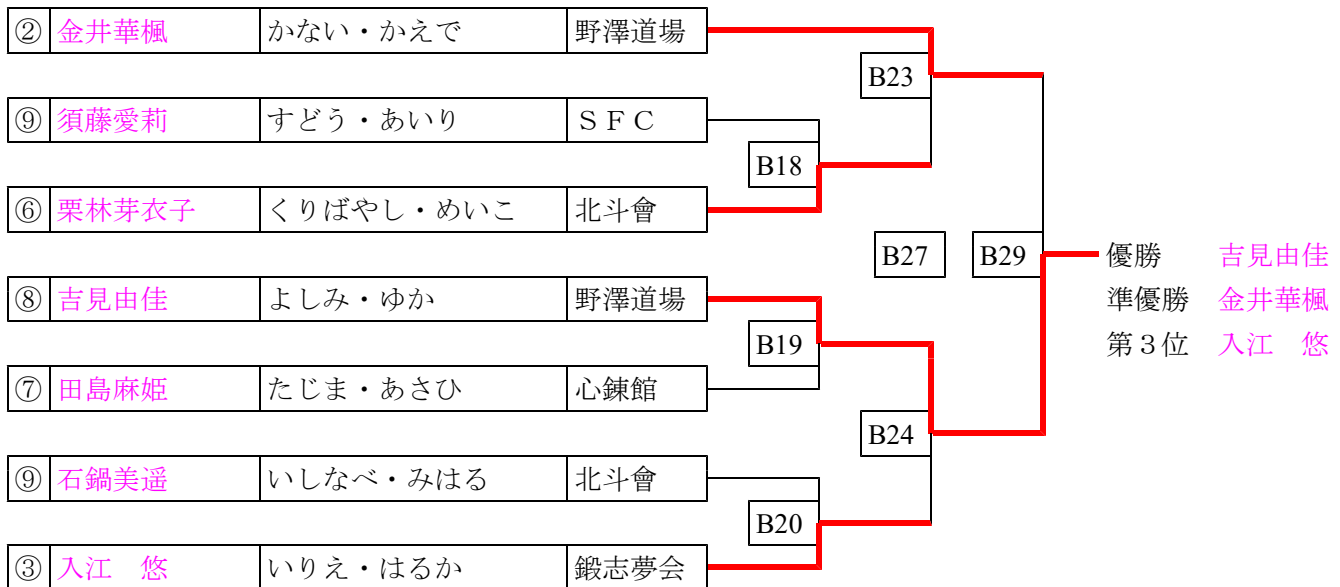 ② 金井華楓 かない・かえで 野澤道場
B23
⑨ 須藤愛莉 すどう・あいり ＳＦＣ
B18
⑥ 栗林芽衣子 くりばやし・めいこ 北斗會
B27 B29 優勝 吉見由佳
⑧ 吉見由佳 よしみ・ゆか 野澤道場
準優勝 金井華楓
B19
第３位 入江　悠
⑦ 田島麻姫 たじま・あさひ 心錬館
B24
⑨ 石鍋美遥 いしなべ・みはる 北斗會
B20
③ 入江　悠 いりえ・はるか 鍛志夢会